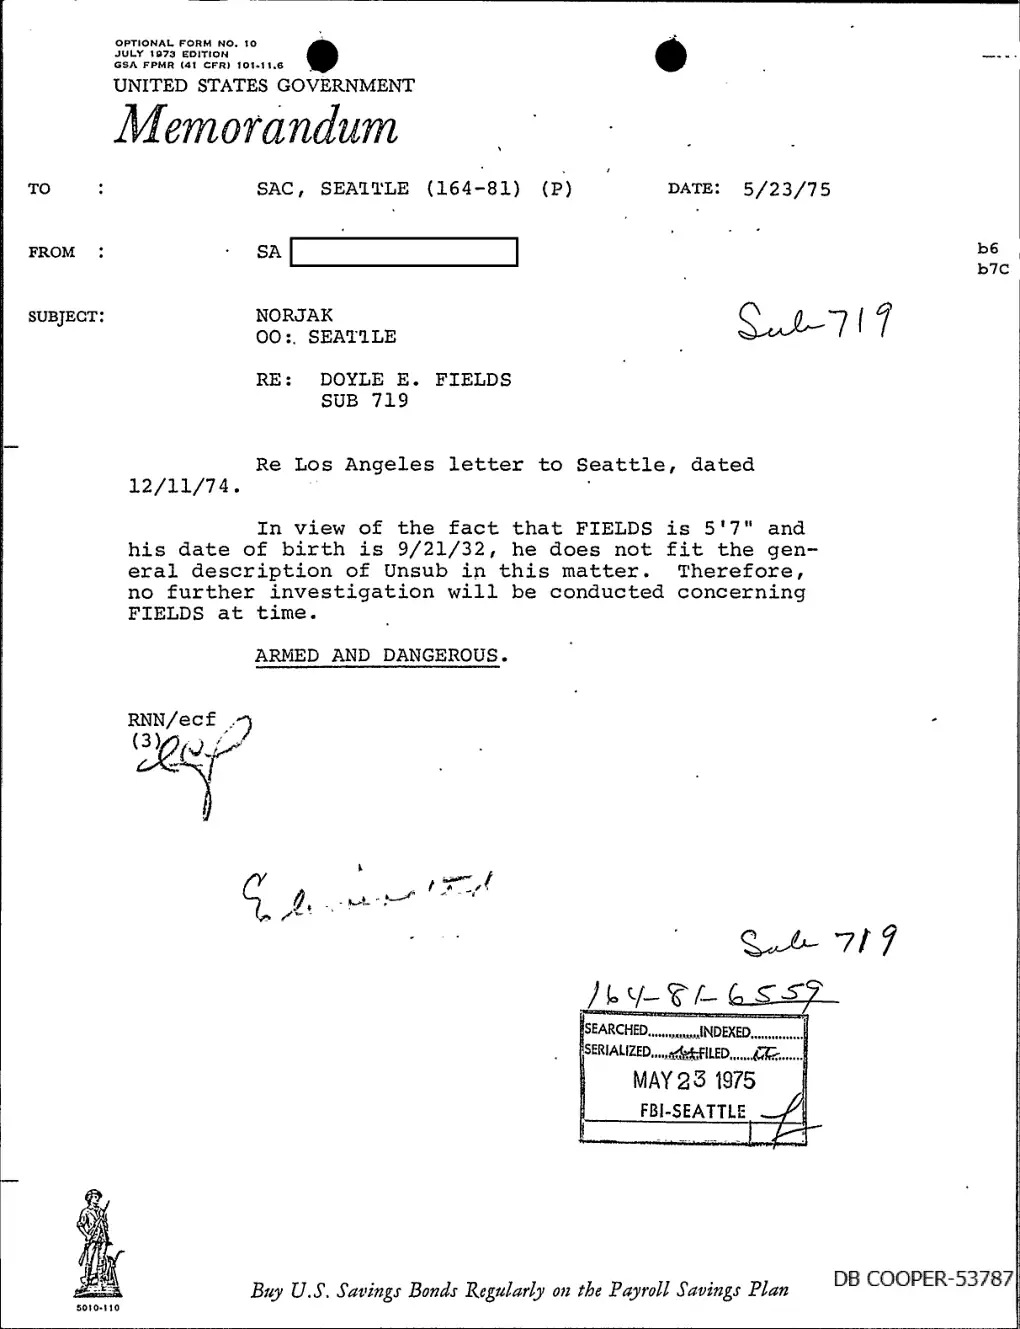 OPTIONAL FORM NO. 10
JULY 1973 EDITION
GSA FPMR (41 CFR) 101-11.6
UNITED STATES GOVERNMENT
Memorandum
TO : SAC, SEATTLE (164-81) (P) DATE: 5/23/75
FROM : SA
b6
b7C
SUBJECT: NORJAK
OO:. SEATTLE
Sub 719
RE: DOYLE E. FIELDS
SUB 719
Re Los Angeles letter to Seattle, dated
12/11/74.
In view of the fact that FIELDS is 5'7" and
his date of birth is 9/21/32, he does not fit the gen-
eral description of Unsub in this matter. Therefore,
no further investigation will be conducted concerning
FIELDS at time.
ARMED AND DANGEROUS.
RNN/ecf
(3)
Eliminated
Sub 719
164-81-6559
SEARCHED..............INDEXED..............
SERIALIZED.....FILED.....
MAY 23 1975
FBI-SEATTLE
5010-110
Buy U.S. Savings Bonds Regularly on the Payroll Savings Plan
DB COOPER-53787